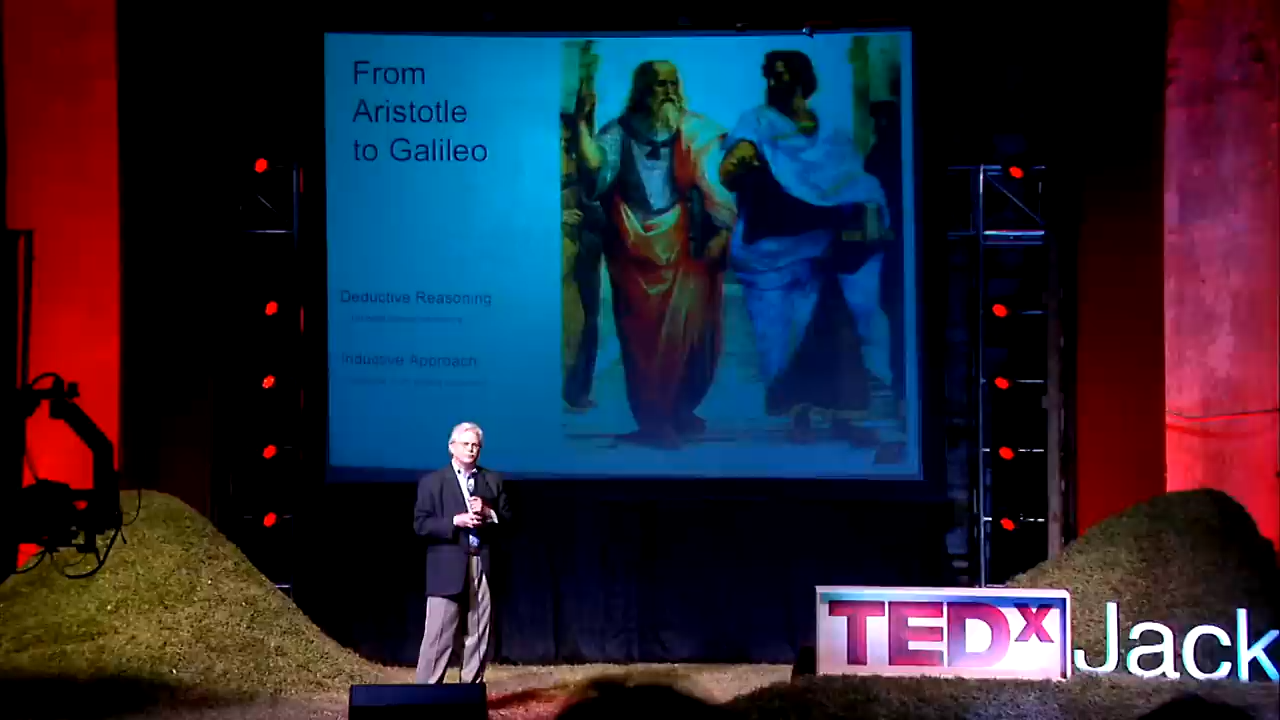 From
Aristotle
to Galileo
Deductive Reasoning
Inductive Approach
TEDx
Jack